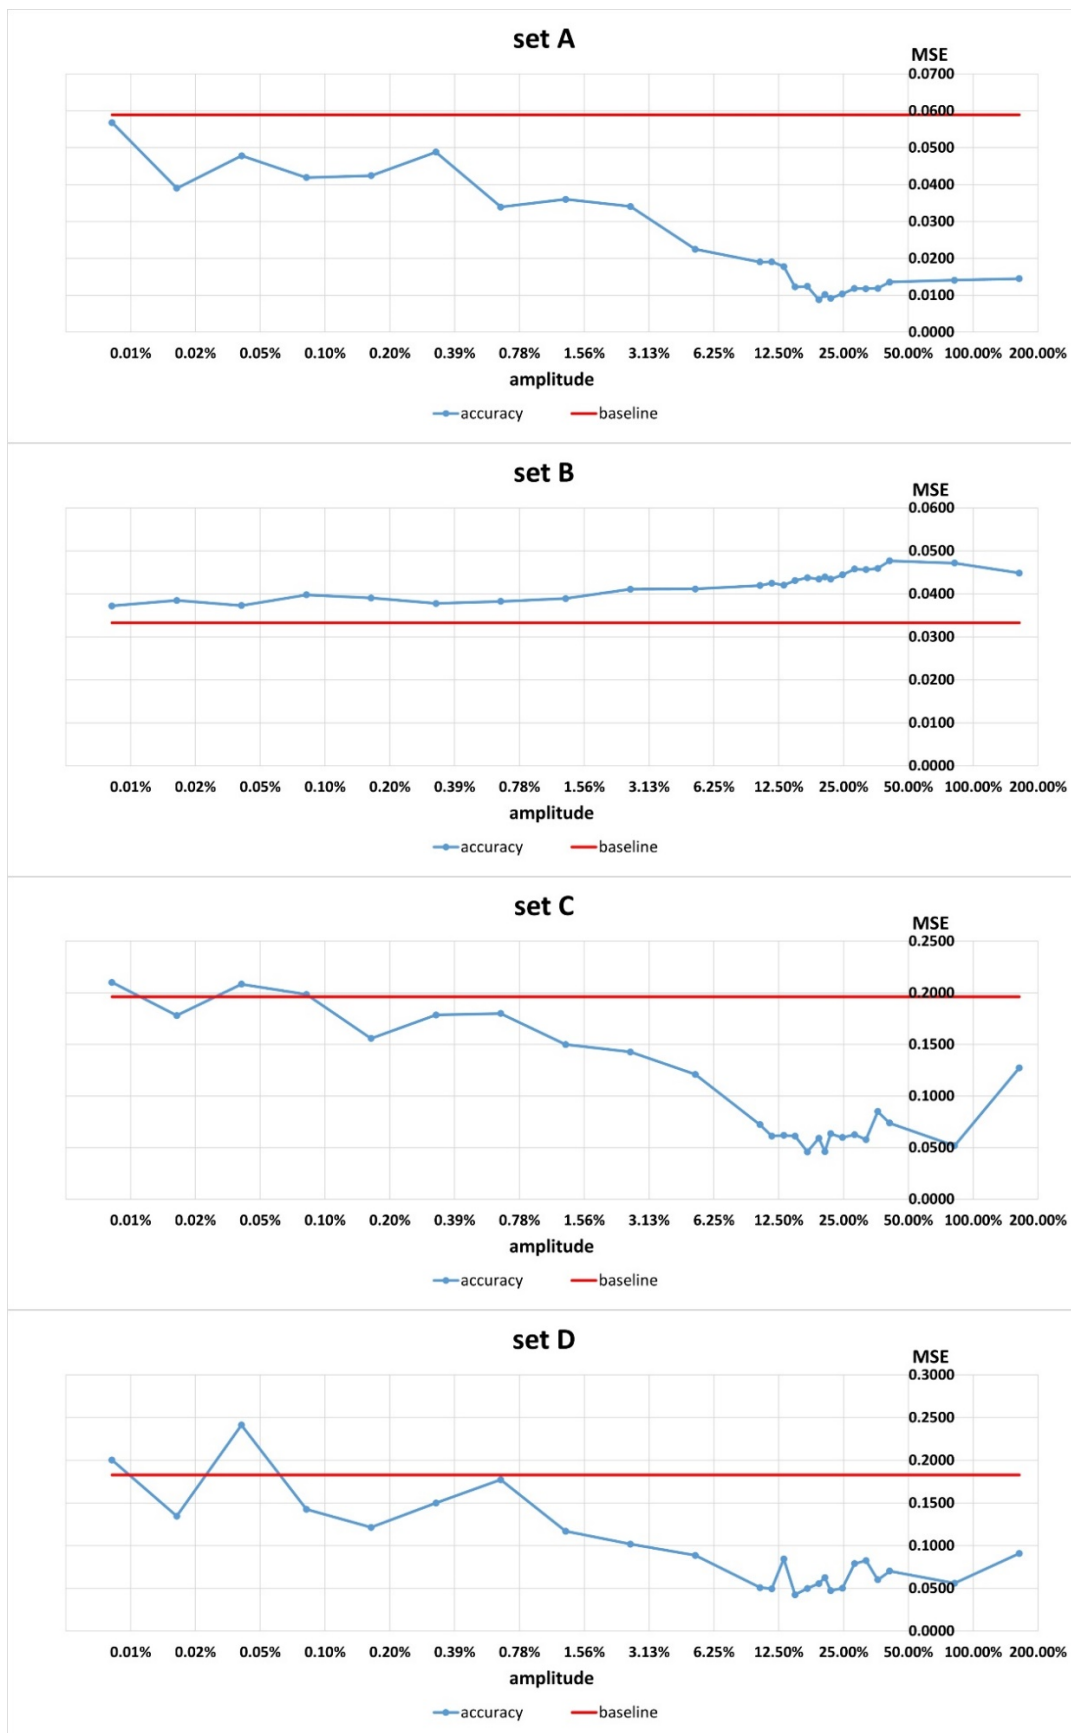 set A
MSE
0.0700
0.0600
0.0500
0.0400
0.0300
0.0200
0.0100
0.0000
0.01% 0.02% 0.05% 0.10% 0.20% 0.39% 0.78% 1.56% 3.13% 6.25% 12.50% 25.00% 50.00% 100.00% 200.00%
amplitude
accuracy baseline
set B
MSE
0.0600
0.0500
0.0400
0.0300
0.0200
0.0100
0.0000
0.01% 0.02% 0.05% 0.10% 0.20% 0.39% 0.78% 1.56% 3.13% 6.25% 12.50% 25.00% 50.00% 100.00% 200.00%
amplitude
accuracy baseline
set C
MSE
0.2500
0.2000
0.1500
0.1000
0.0500
0.0000
0.01% 0.02% 0.05% 0.10% 0.20% 0.39% 0.78% 1.56% 3.13% 6.25% 12.50% 25.00% 50.00% 100.00% 200.00%
amplitude
accuracy baseline
set D
MSE
0.3000
0.2500
0.2000
0.1500
0.1000
0.0500
0.0000
0.01% 0.02% 0.05% 0.10% 0.20% 0.39% 0.78% 1.56% 3.13% 6.25% 12.50% 25.00% 50.00% 100.00% 200.00%
amplitude
accuracy baseline